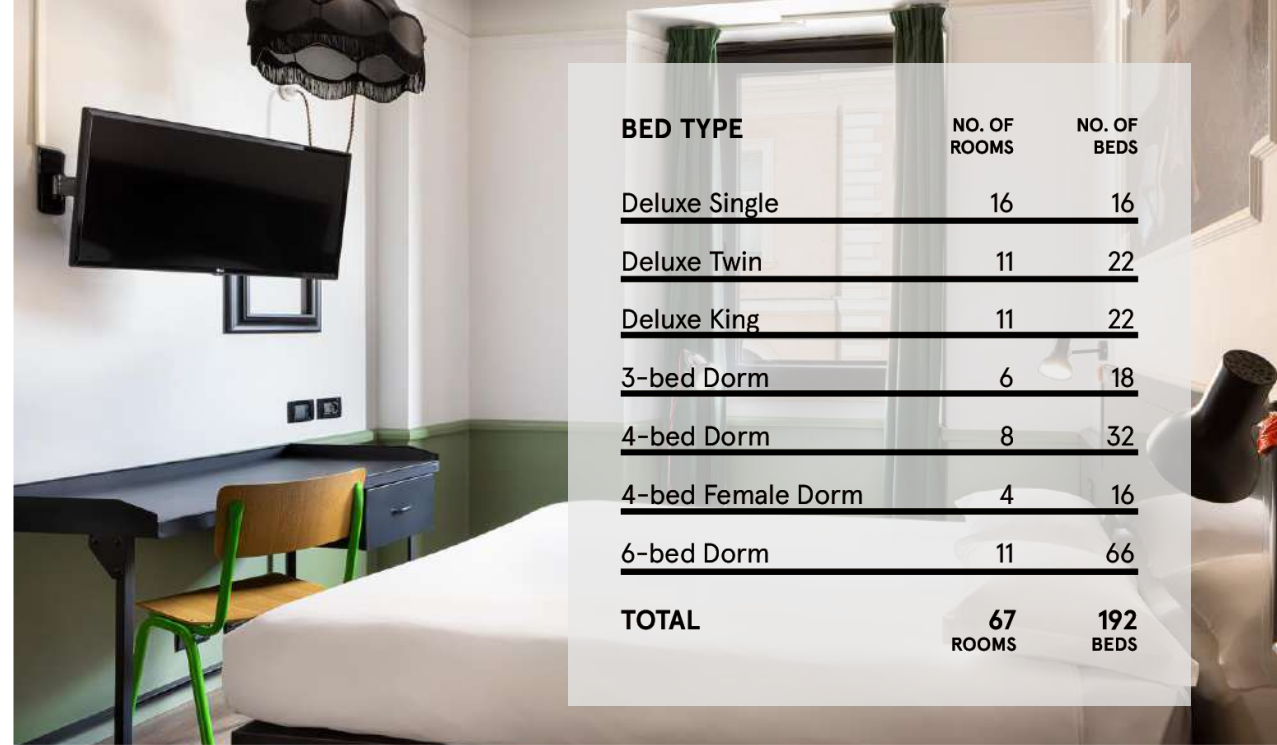 BED TYPE NO. OF ROOMS NO. OF BEDS
Deluxe Single 16 16
Deluxe Twin 11 22
Deluxe King 11 22
3-bed Dorm 6 18
4-bed Dorm 8 32
4-bed Female Dorm 4 16
6-bed Dorm 11 66
TOTAL 67 ROOMS 192 BEDS